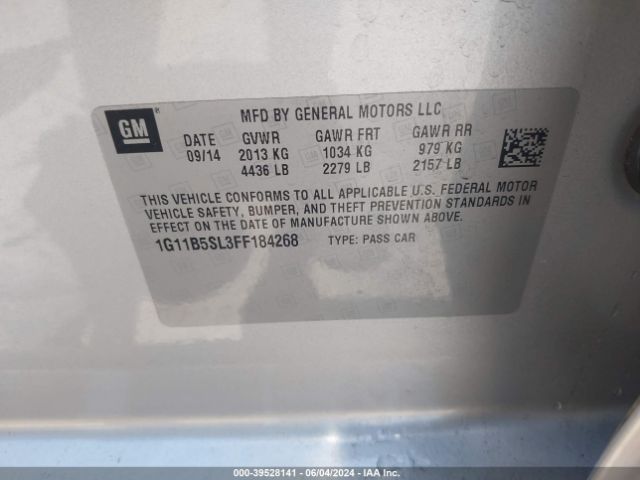 GM
MFD BY GENERAL MOTORS LLC
DATE GVWR GAWR FRT GAWR RR
09/14 2013 KG 1034 KG 979 KG
4436 LB 2279 LB 2157 LB
THIS VEHICLE CONFORMS TO ALL APPLICABLE U.S. FEDERAL MOTOR
VEHICLE SAFETY, BUMPER, AND THEFT PREVENTION STANDARDS IN
EFFECT ON THE DATE OF MANUFACTURE SHOWN ABOVE.
1G11B5SL3FF184268 TYPE: PASS CAR
000-39528141 - 06/04/2024 - IAA Inc.